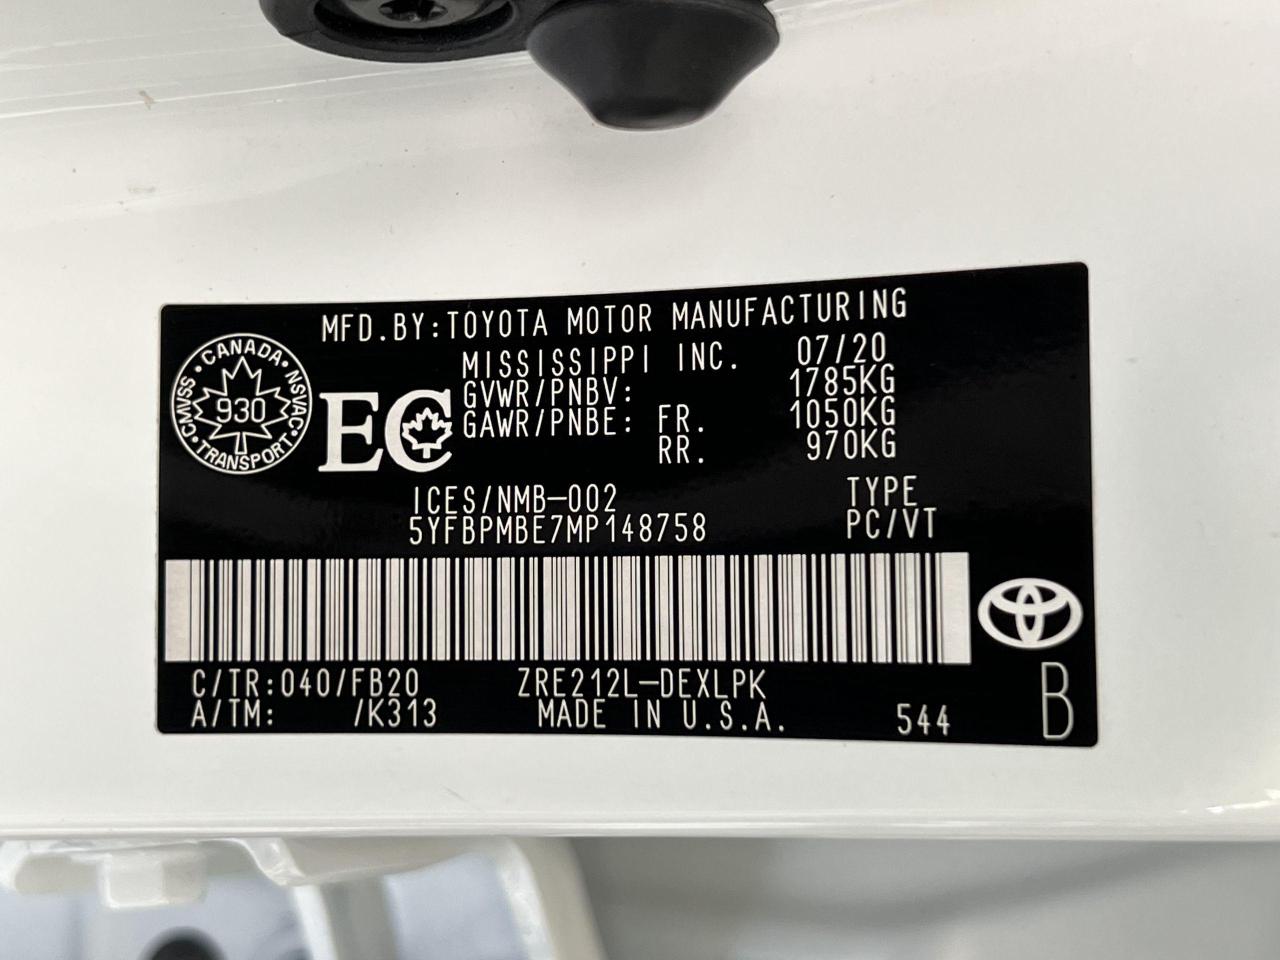 MFD.BY:TOYOTA MOTOR MANUFACTURING
MISSISSIPPI INC. 07/20
GVWR/PNBV: 1785KG
GAWR/PNBE: FR. 1050KG
RR. 970KG
CANADA • NSVAC • TRANSPORT • CMVSS •
930
EC
ICES/NMB-002
5YFBPMBE7MP148758
TYPE
PC/VT
C/TR:040/FB20 ZRE212L-DEXLPK
A/TM: /K313 MADE IN U.S.A. 544
B